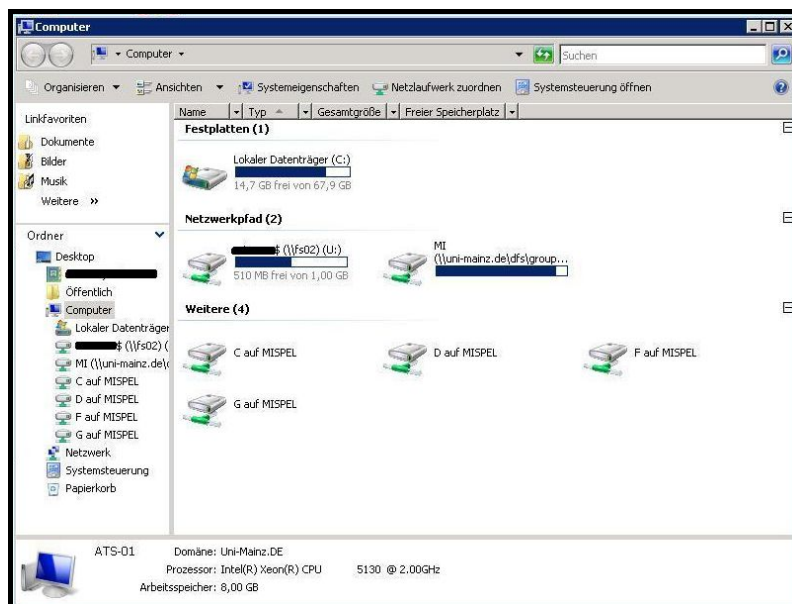 Computer
Computer
Suchen
Organisieren Ansichten Systemeigenschaften Netzlaufwerk zuordnen Systemsteuerung öffnen
Linkfavoriten
Dokumente
Bilder
Musik
Weitere »
Ordner
Desktop
Öffentlich
Computer
Lokaler Datenträger
$ (\\fs02) (
MI (\\uni-mainz.de\d
C auf MISPEL
D auf MISPEL
F auf MISPEL
G auf MISPEL
Netzwerk
Systemsteuerung
Papierkorb
Name Typ Gesamtgröße Freier Speicherplatz
Festplatten (1)
Lokaler Datenträger (C:)
14,7 GB frei von 67,9 GB
Netzwerkpfad (2)
$ (\\fs02) (U:)
510 MB frei von 1,00 GB
MI
(\\uni-mainz.de\dfs\group...
Weitere (4)
C auf MISPEL
D auf MISPEL
F auf MISPEL
G auf MISPEL
ATS-01 Domäne: Uni-Mainz.DE
Prozessor: Intel(R) Xeon(R) CPU 5130 @ 2.00GHz
Arbeitsspeicher: 8,00 GB